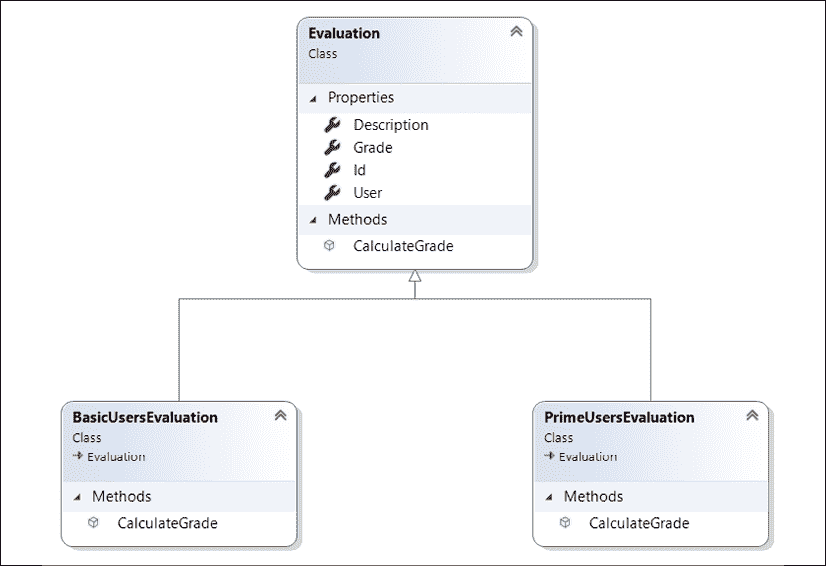 Evaluation
Class
Properties
Description
Grade
Id
User
Methods
CalculateGrade
BasicUsersEvaluation
Class
Evaluation
Methods
CalculateGrade
PrimeUsersEvaluation
Class
Evaluation
Methods
CalculateGrade